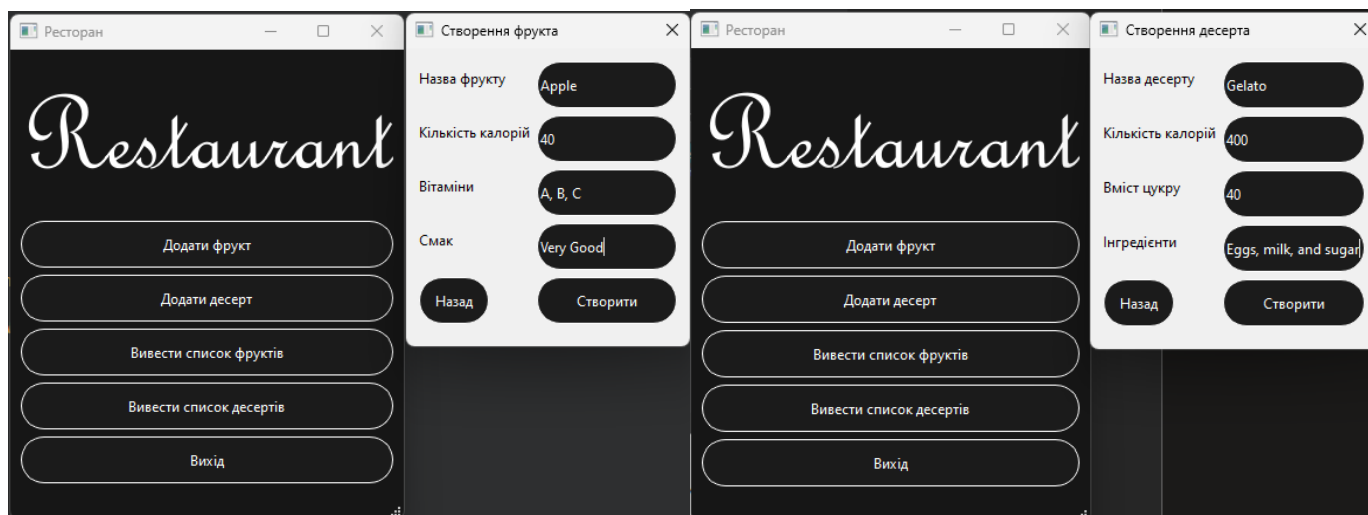 Ресторан
Restaurant
Додати фрукт
Додати десерт
Вивести список фруктів
Вивести список десертів
Вихід
Створення фрукта
Назва фрукту Apple
Кількість калорій 40
Вітаміни A, B, C
Смак Very Good
Назад Створити
Ресторан
Restaurant
Додати фрукт
Додати десерт
Вивести список фруктів
Вивести список десертів
Вихід
Створення десерта
Назва десерту Gelato
Кількість калорій 400
Вміст цукру 40
Інгредієнти Eggs, milk, and sugar
Назад Створити